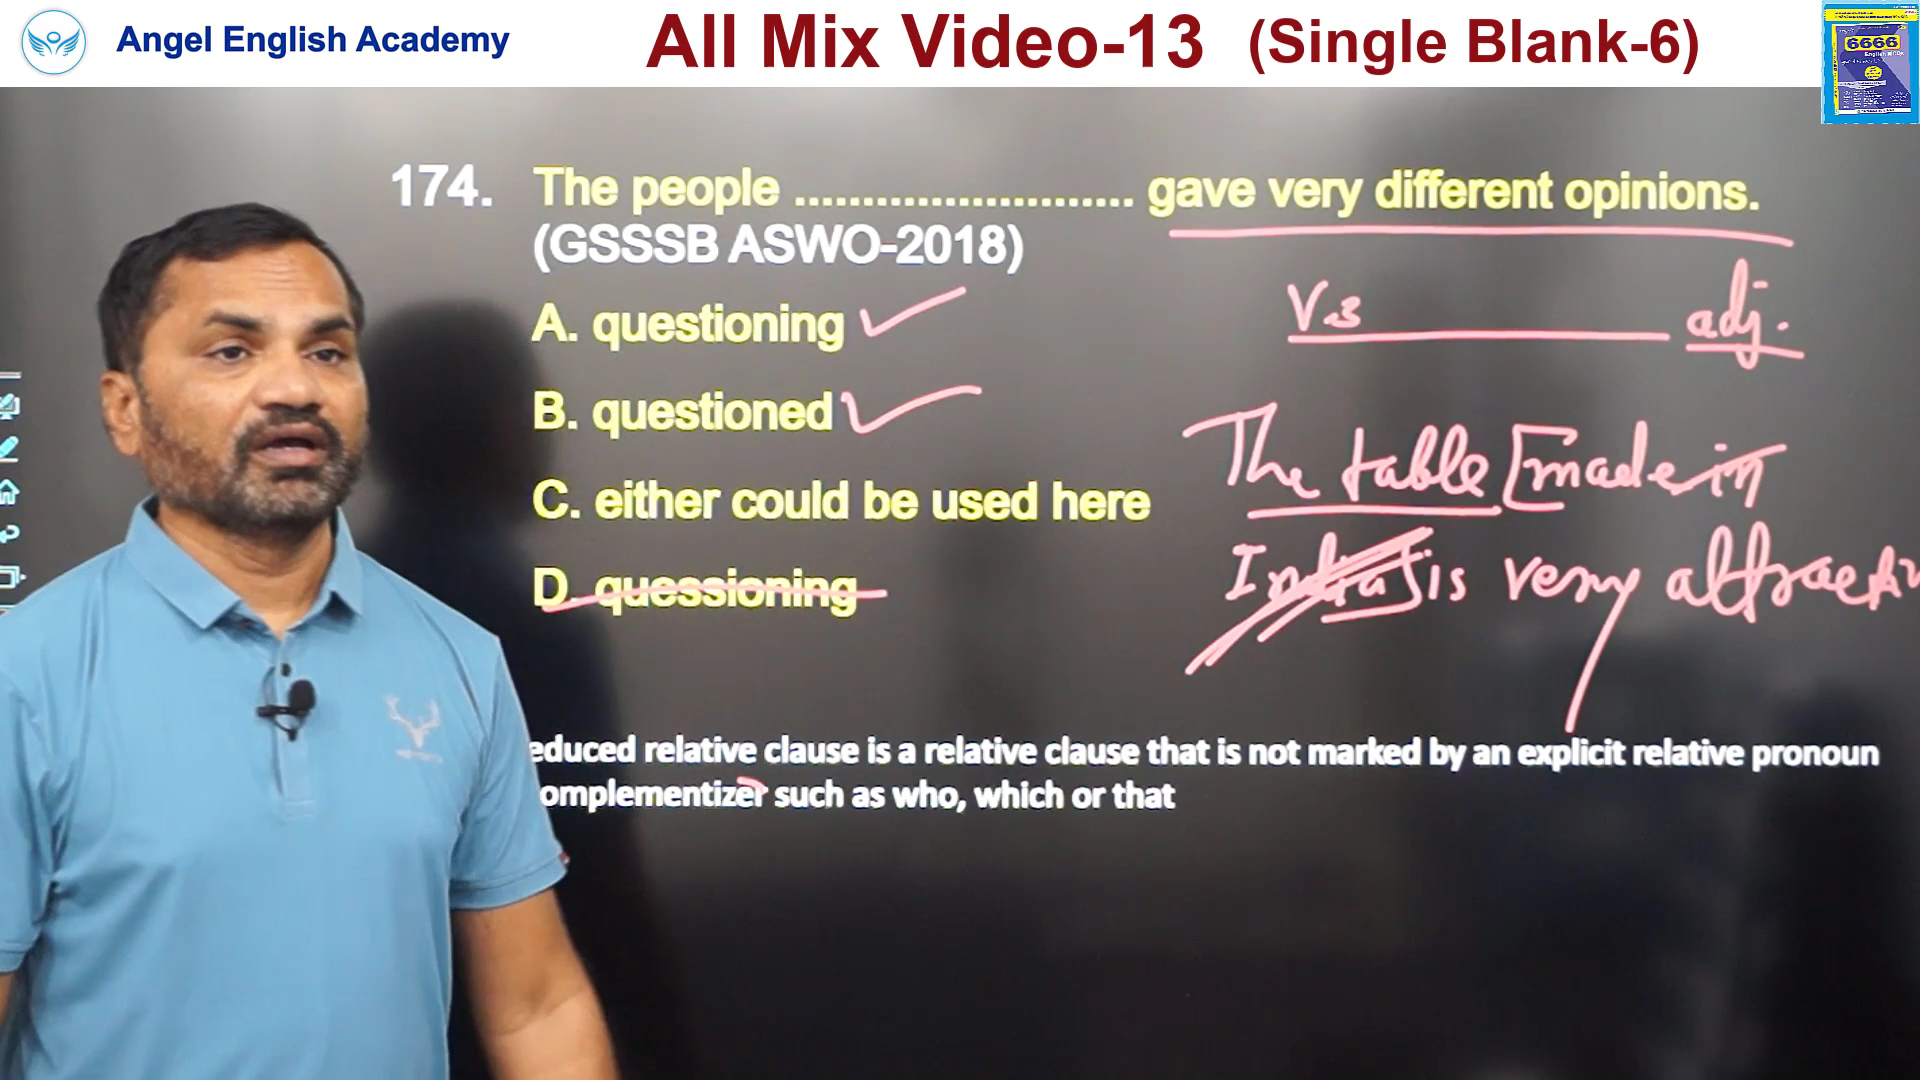 Angel English Academy
All Mix Video-13 (Single Blank-6)
6666
174. The people ......................... gave very different opinions.
(GSSSB ASWO-2018)
A. questioning
V3 adj.
B. questioned
The table [made in
C. either could be used here
India] is very attractiv
D. quessioning
educed relative clause is a relative clause that is not marked by an explicit relative pronoun
omplementizer such as who, which or that